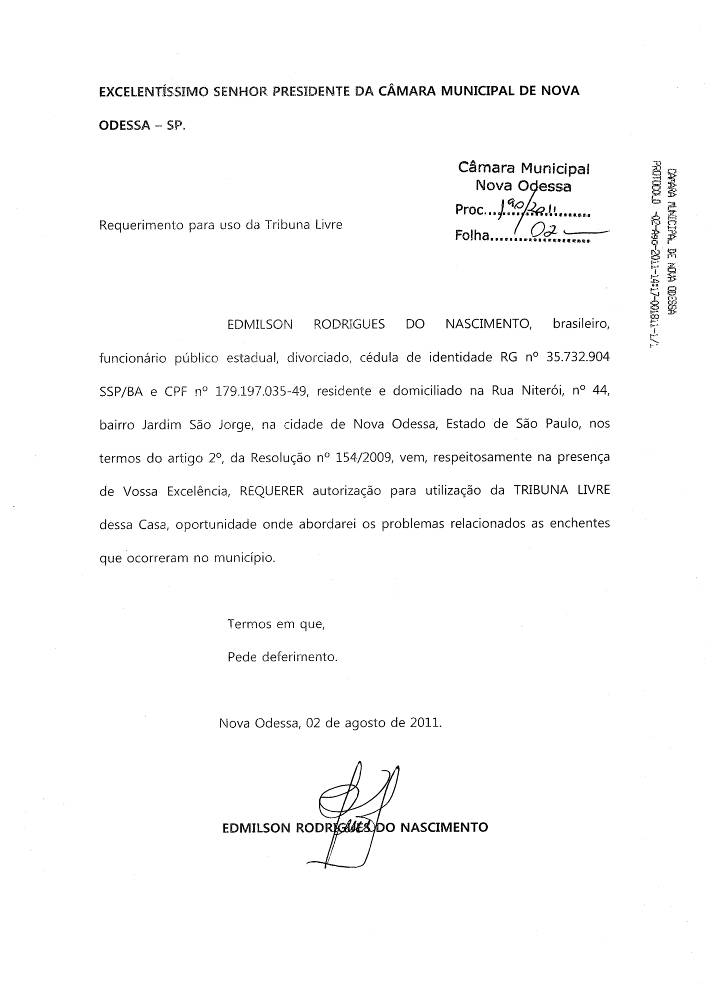 EXCELENTÍSSIMO SENHOR PRESIDENTE DA CÂMARA MUNICIPAL DE NOVA
ODESSA – SP.
Câmara Municipal
Nova Odessa
Proc...190/2011.........
Folha......02............
Requerimento para uso da Tribuna Livre
CAMARA MUNICIPAL DE NOVA ODESSA
PROTOCOLO -02-Ago-2011-14:17-001811-1/1
EDMILSON RODRIGUES DO NASCIMENTO, brasileiro,
funcionário público estadual, divorciado, cédula de identidade RG nº 35.732.904
SSP/BA e CPF nº 179.197.035-49, residente e domiciliado na Rua Niterói, nº 44,
bairro Jardim São Jorge, na cidade de Nova Odessa, Estado de São Paulo, nos
termos do artigo 2º, da Resolução nº 154/2009, vem, respeitosamente na presença
de Vossa Excelência, REQUERER autorização para utilização da TRIBUNA LIVRE
dessa Casa, oportunidade onde abordarei os problemas relacionados as enchentes
que ocorreram no município.
Termos em que,
Pede deferimento.
Nova Odessa, 02 de agosto de 2011.
EDMILSON RODRIGUES DO NASCIMENTO